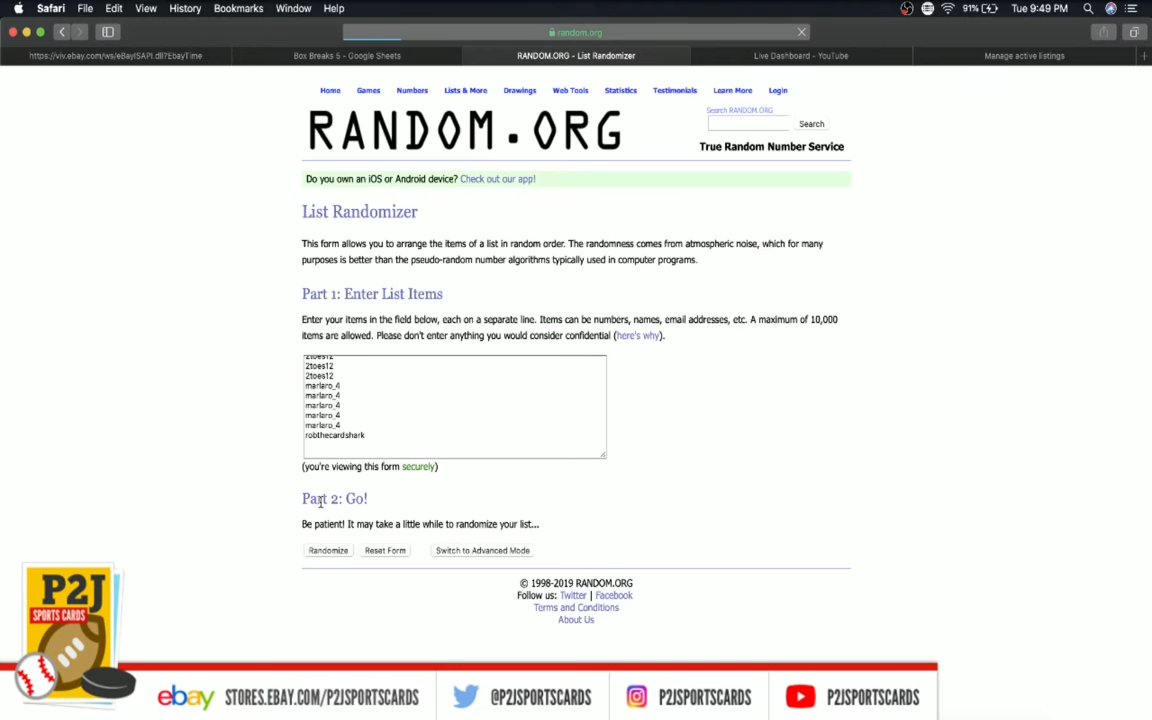 Safari File Edit View History Bookmarks Window Help 91% Tue 9:49 PM
random.org
https://viv.ebay.com/ws/eBayISAPI.dll?EbayTime Box Breaks 5 - Google Sheets RANDOM.ORG - List Randomizer Live Dashboard - YouTube Manage active listings
Home Games Numbers Lists & More Drawings Web Tools Statistics Testimonials Learn More Login
Search RANDOM.ORG
RANDOM.ORG
Search
True Random Number Service
Do you own an iOS or Android device? Check out our app!
List Randomizer
This form allows you to arrange the items of a list in random order. The randomness comes from atmospheric noise, which for many
purposes is better than the pseudo-random number algorithms typically used in computer programs.
Part 1: Enter List Items
Enter your items in the field below, each on a separate line. Items can be numbers, names, email addresses, etc. A maximum of 10,000
items are allowed. Please don't enter anything you would consider confidential (here's why).
2toes12
2toes12
2toes12
marlaro_4
marlaro_4
marlaro_4
marlaro_4
marlaro_4
robthecardshark
(you're viewing this form securely)
Part 2: Go!
Be patient! It may take a little while to randomize your list...
Randomize Reset Form Switch to Advanced Mode
© 1998-2019 RANDOM.ORG
Follow us: Twitter | Facebook
Terms and Conditions
About Us
P2J
SPORTS CARDS
ebay STORES.EBAY.COM/P2JSPORTSCARDS @P2JSPORTSCARDS P2JSPORTSCARDS P2JSPORTSCARDS